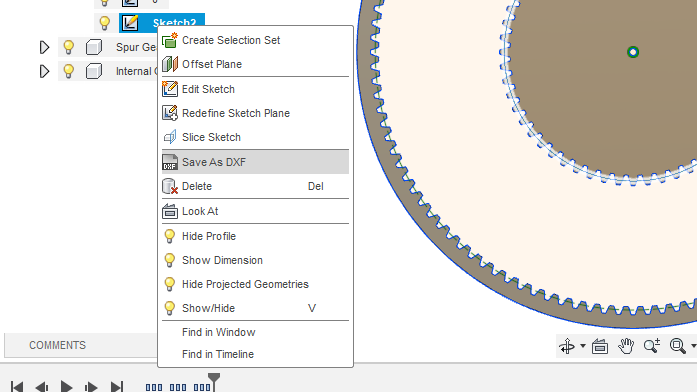 Sketch2
Create Selection Set
Spur Ge
Offset Plane
Internal
Edit Sketch
Redefine Sketch Plane
Slice Sketch
DXF Save As DXF
Delete Del
Look At
Hide Profile
Show Dimension
Hide Projected Geometries
Show/Hide V
Find in Window
COMMENTS
Find in Timeline